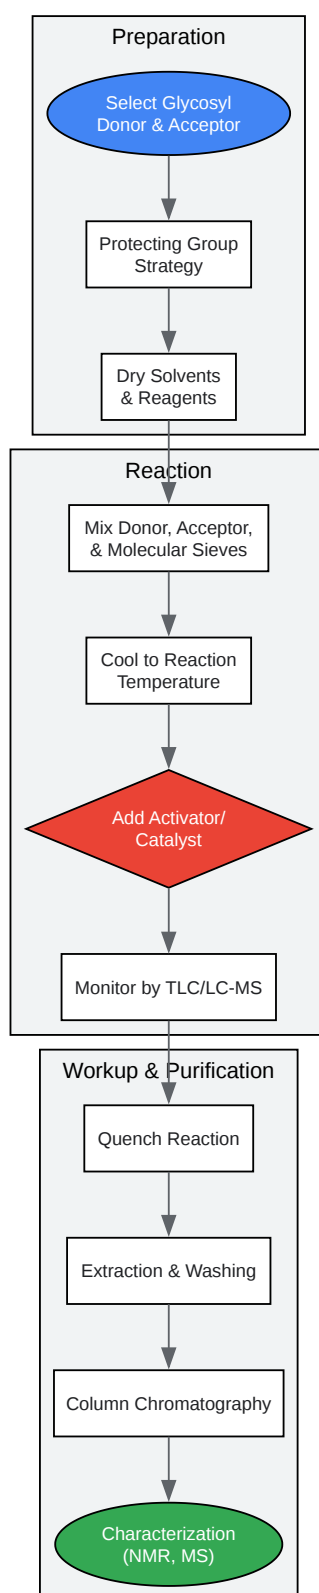 Preparation
Select Glycosyl
Donor & Acceptor
Protecting Group
Strategy
Dry Solvents
& Reagents
Reaction
Mix Donor, Acceptor,
& Molecular Sieves
Cool to Reaction
Temperature
Add Activator/
Catalyst
Monitor by TLC/LC-MS
Workup & Purification
Quench Reaction
Extraction & Washing
Column Chromatography
Characterization
(NMR, MS)